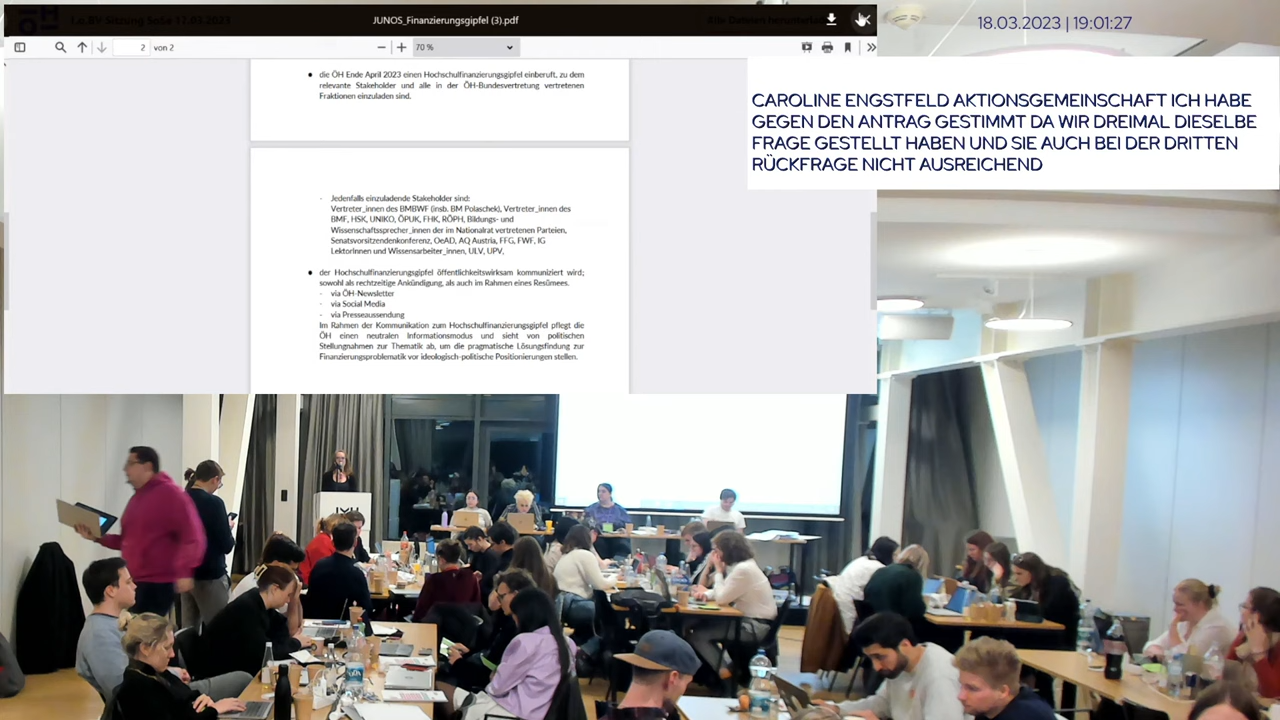 1.o. BV Sitzung SoSe 17.03.2023
JUNOS_Finanzierungsgipfel (3).pdf
2 von 2
70 %
18.03.2023 | 19:01:27
CAROLINE ENGSTFELD AKTIONSGEMEINSCHAFT ICH HABE
GEGEN DEN ANTRAG GESTIMMT DA WIR DREIMAL DIESELBE
FRAGE GESTELLT HABEN UND SIE AUCH BEI DER DRITTEN
RÜCKFRAGE NICHT AUSREICHEND
• die ÖH Ende April 2023 einen Hochschulfinanzierungsgipfel einberuft, zu dem
relevante Stakeholder und alle in der ÖH-Bundesvertretung vertretenen
Fraktionen einzuladen sind.
- Jedenfalls einzuladende Stakeholder sind:
Vertreter_innen des BMBWF (insb. BM Polaschek), Vertreter_innen des
BMF, HSK, UNIKO, ÖPUK, FHK, RÖPH, Bildungs- und
Wissenschaftssprecher_innen der im Nationalrat vertretenen Parteien,
Senatsvorsitzendenkonferenz, OeAD, AQ Austria, FFG, FWF, IG
LektorInnen und Wissensarbeiter_innen, ULV, UPV,
• der Hochschulfinanzierungsgipfel öffentlichkeitswirksam kommuniziert wird;
sowohl als rechtzeitige Ankündigung, als auch im Rahmen eines Resümees.
- via ÖH-Newsletter
- via Social Media
- via Presseaussendung
Im Rahmen der Kommunikation zum Hochschulfinanzierungsgipfel pflegt die
ÖH einen neutralen Informationsmodus und sieht von politischen
Stellungnahmen zur Thematik ab, um die pragmatische Lösungsfindung zur
Finanzierungsproblematik vor ideologisch-politische Positionierungen stellen.